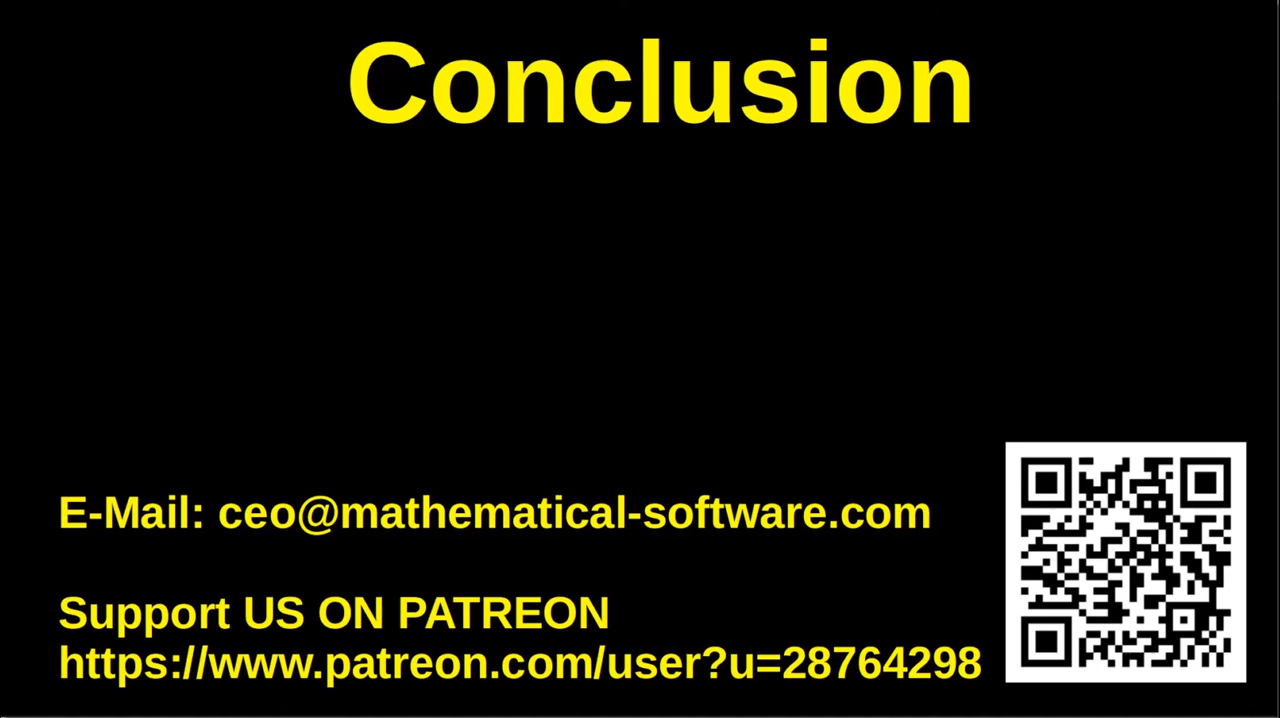 Conclusion
E-Mail: ceo@mathematical-software.com
Support US ON PATREON
https://www.patreon.com/user?u=28764298